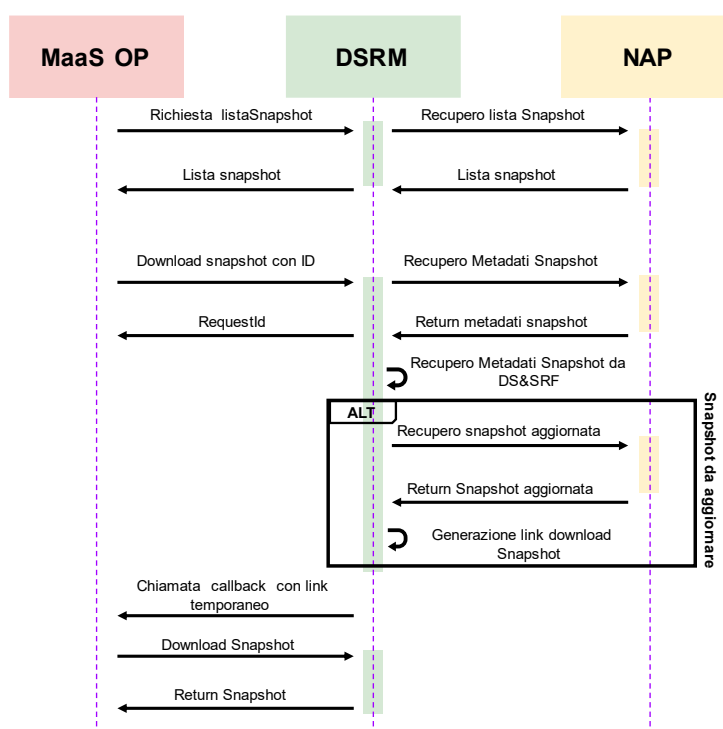 MaaS OP
DSRM
NAP
Richiesta listaSnapshot
Recupero lista Snapshot
Lista snapshot
Lista snapshot
Download snapshot con ID
Recupero Metadati Snapshot
RequestId
Return metadati snapshot
Recupero Metadati Snapshot da
DS&SRF
ALT
Recupero snapshot aggiornata
Return Snapshot aggiornata
Generazione link download
Snapshot
Snapshot da aggiornare
Chiamata callback con link
temporaneo
Download Snapshot
Return Snapshot